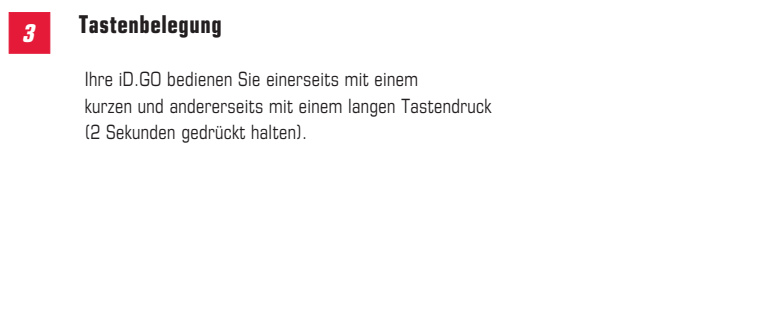 3 Tastenbelegung
Ihre iD.GO bedienen Sie einerseits mit einem
kurzen und andererseits mit einem langen Tastendruck
(2 Sekunden gedrückt halten).